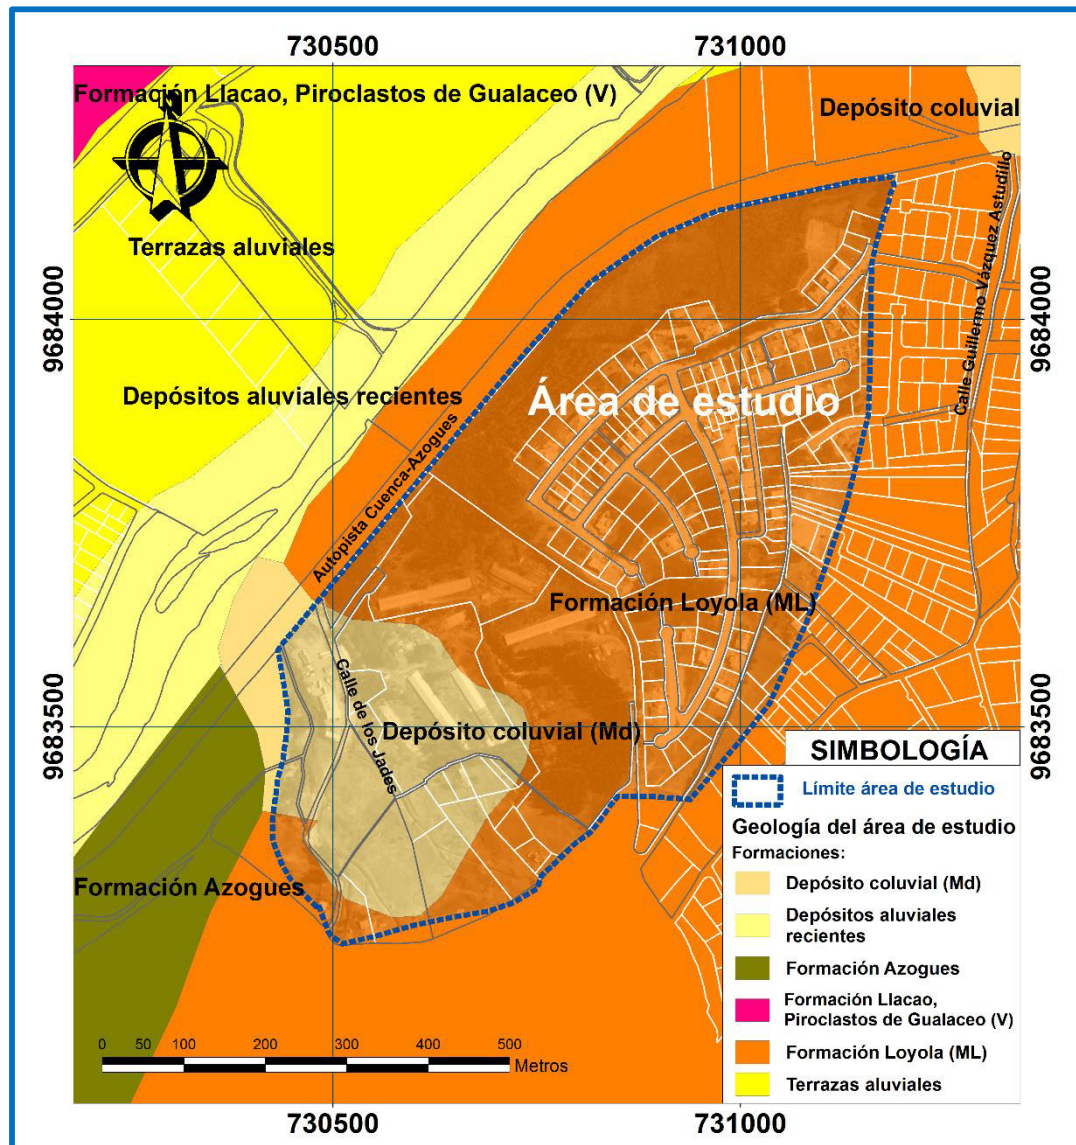 730500
731000
Formación Llacao, Piroclastos de Gualaceo (V)
Depósito coluvial
N
Terrazas aluviales
Calle Guillermo Vázquez Astudillo
9684000
9684000
Depósitos aluviales recientes
Área de estudio
Autopista Cuenca-Azogues
Formación Loyola (ML)
Calle de los Jades
Depósito coluvial (Md)
9683500
9683500
Formación Azogues
SIMBOLOGÍA
Límite área de estudio
Geología del área de estudio
Formaciones:
Depósito coluvial (Md)
Depósitos aluviales
recientes
Formación Azogues
Formación Llacao,
Piroclastos de Gualaceo (V)
Formación Loyola (ML)
Terrazas aluviales
0 50 100 200 300 400 500
Metros
730500
731000